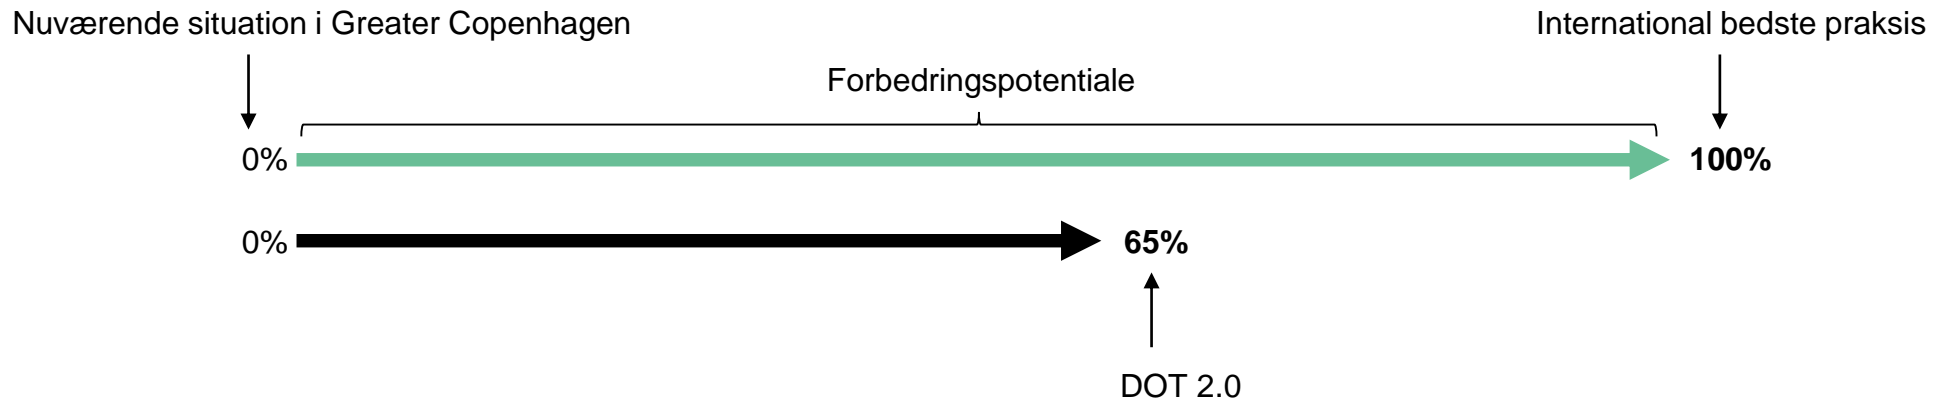 Nuværende situation i Greater Copenhagen
International bedste praksis
Forbedringspotentiale
0%
100%
0%
65%
DOT 2.0